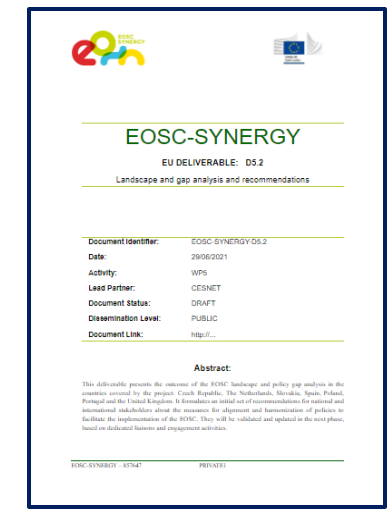 EOSC
SYNERGY
EOSC-SYNERGY
EU DELIVERABLE: D5.2
Landscape and gap analysis and recommendations
Document Identifier: EOSC-SYNERGY-D5.2
Date: 29/06/2021
Activity: WP5
Lead Partner: CESNET
Document Status: DRAFT
Dissemination Level: PUBLIC
Document Link: http://...
Abstract:
This deliverable presents the outcome of the EOSC landscape and policy gap analysis in the
countries covered by the project: Czech Republic, The Netherlands, Slovakia, Spain, Poland,
Portugal and the United Kingdom. It formulates an initial set of recommendations for national and
international stakeholders about the measures for alignment and harmonization of policies to
facilitate the implementation of the EOSC. They will be validated and updated in the next phase,
based on dedicated liaisons and engagement activities.
EOSC-SYNERGY - 857647 PRIVATE1